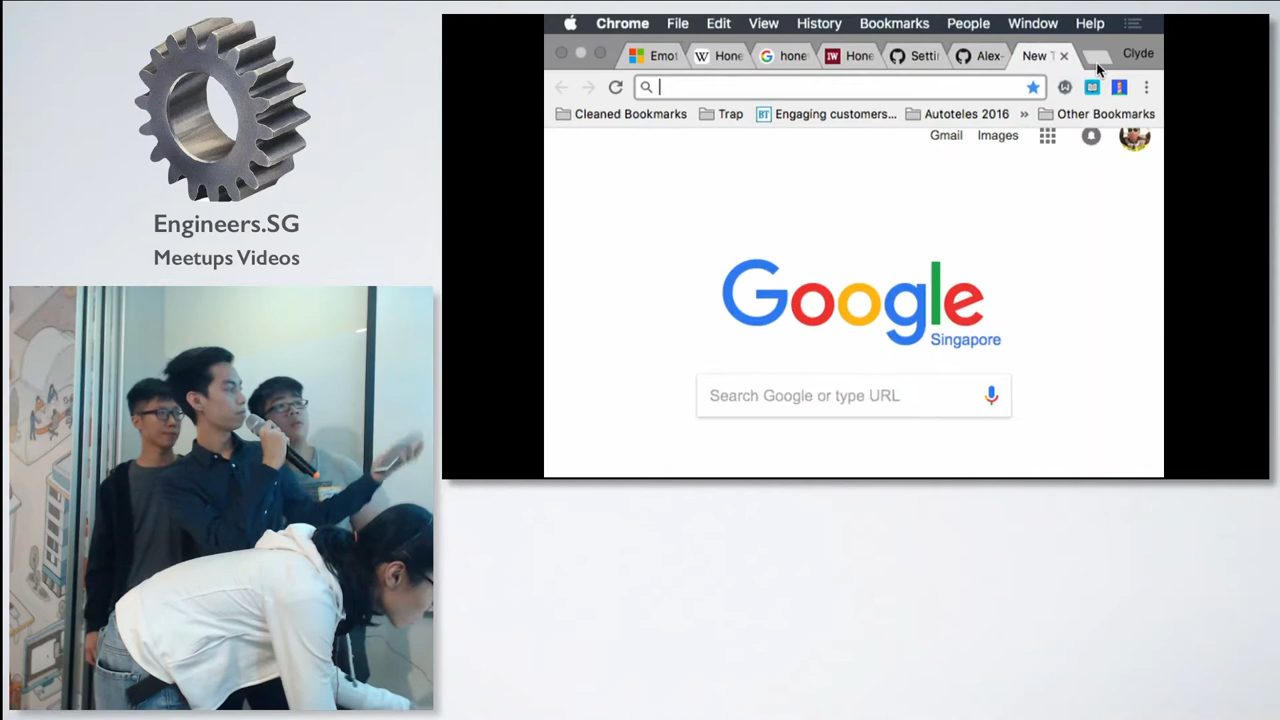 Engineers.SG
Meetups Videos
Chrome File Edit View History Bookmarks People Window Help
Emot Hone hone Hone Settin Alex- New T Clyde
Cleaned Bookmarks Trap BT Engaging customers... Autoteles 2016 » Other Bookmarks
Gmail Images
Google
Singapore
Search Google or type URL